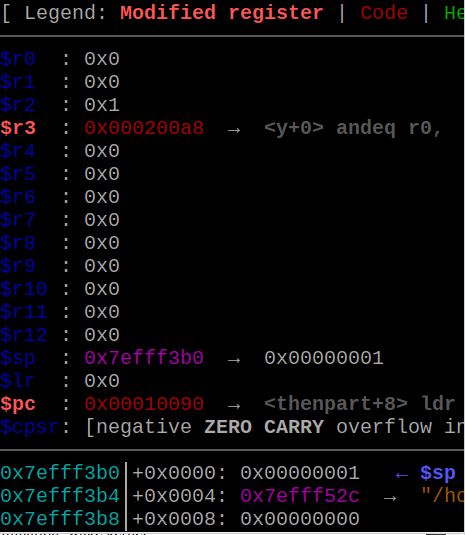 [ Legend: Modified register | Code | He
$r0 : 0x0
$r1 : 0x0
$r2 : 0x1
$r3 : 0x000200a8 → <y+0> andeq r0,
$r4 : 0x0
$r5 : 0x0
$r6 : 0x0
$r7 : 0x0
$r8 : 0x0
$r9 : 0x0
$r10 : 0x0
$r11 : 0x0
$r12 : 0x0
$sp : 0x7efff3b0 → 0x00000001
$lr : 0x0
$pc : 0x00010090 → <thenpart+8> ldr
$cpsr: [negative ZERO CARRY overflow in
0x7efff3b0│+0x0000: 0x00000001 ← $sp
0x7efff3b4│+0x0004: 0x7efff52c → "/ho
0x7efff3b8│+0x0008: 0x00000000